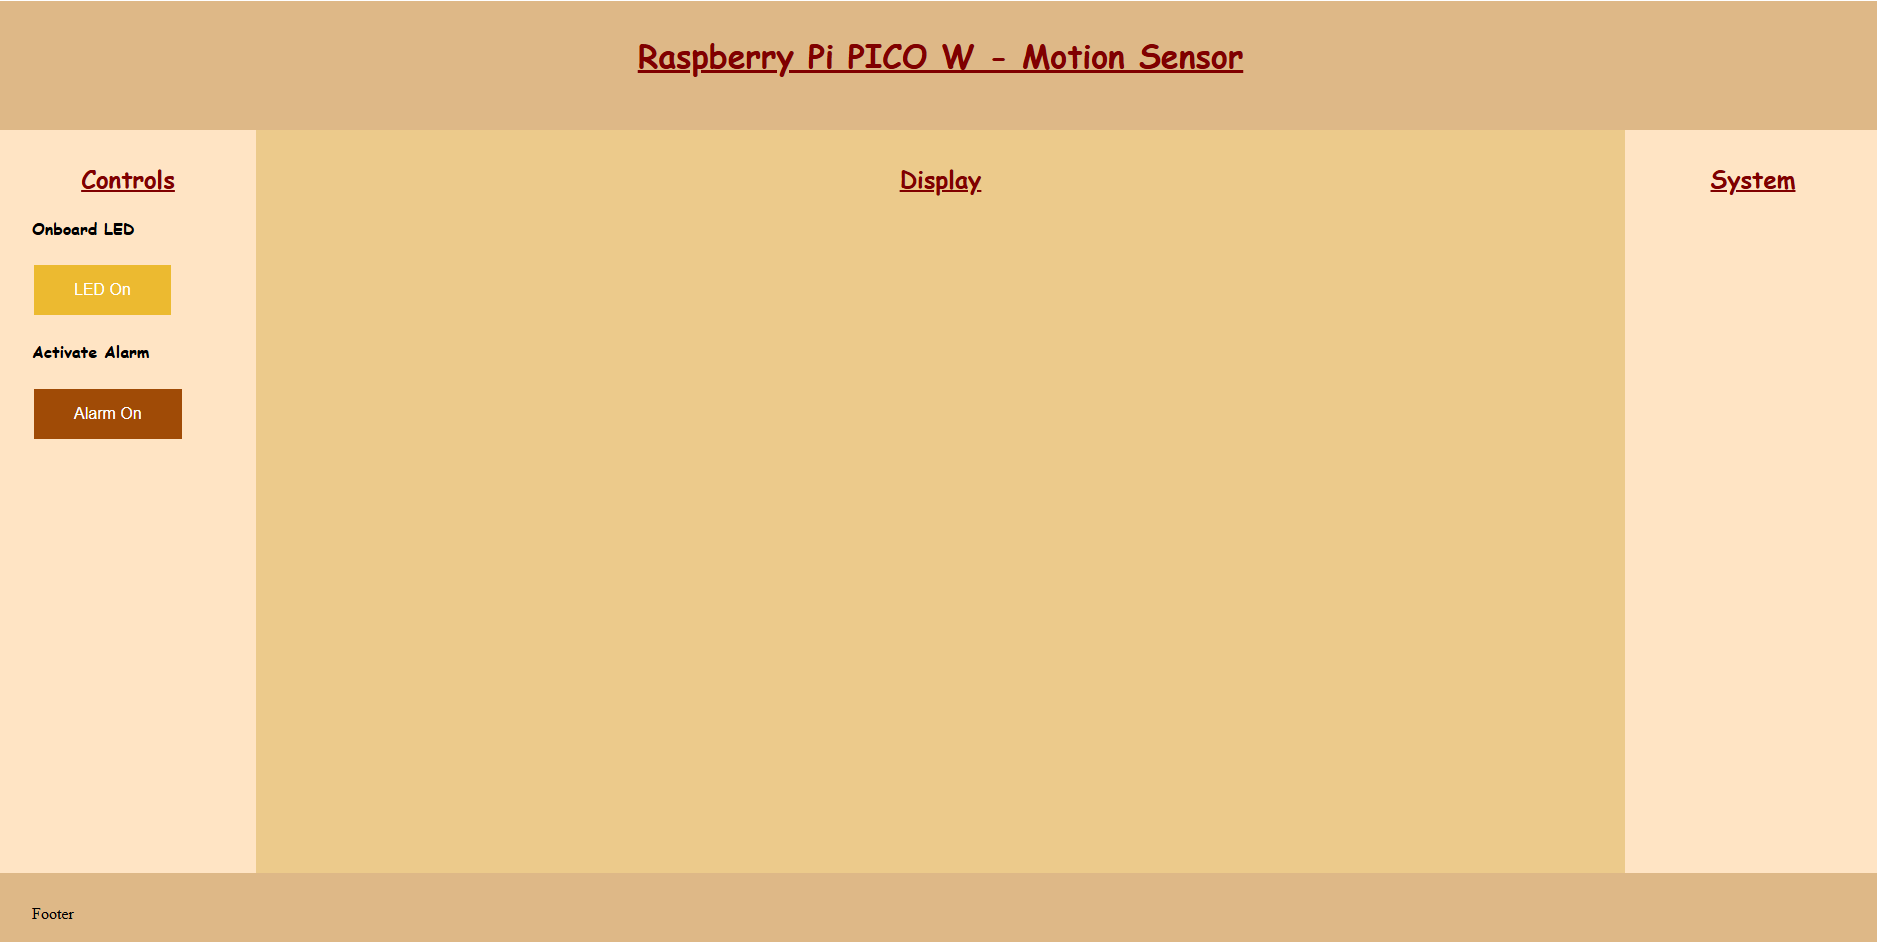 Raspberry Pi PICO W - Motion Sensor
Controls
Onboard LED
LED On
Activate Alarm
Alarm On
Display
System
Footer